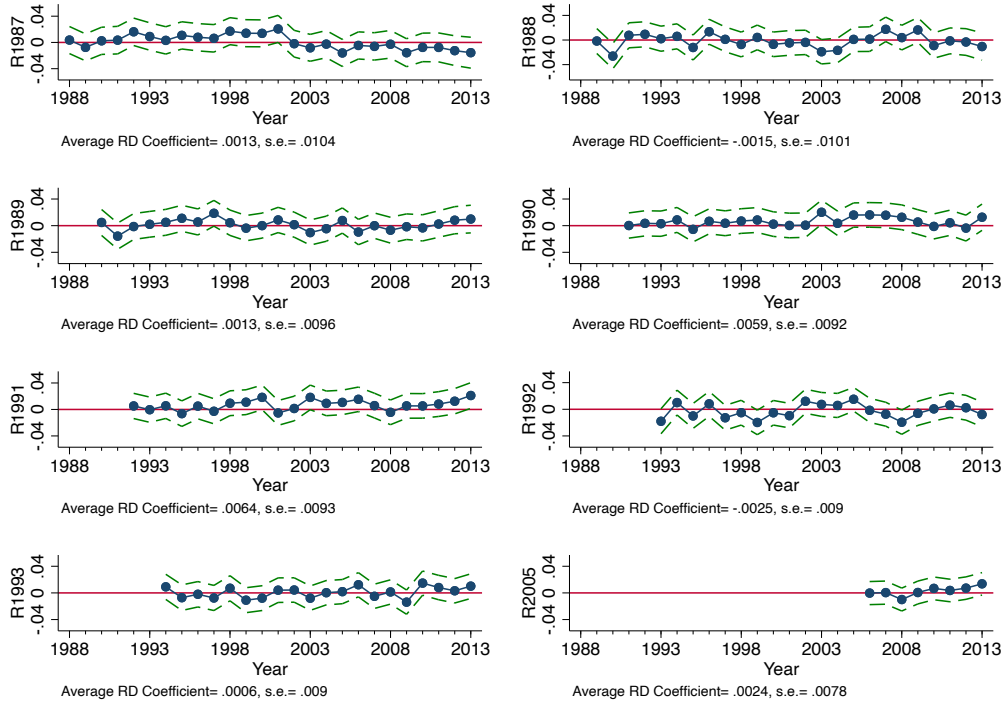 R1987
.04
0
-.04
1988 1993 1998 2003 2008 2013
Year
Average RD Coefficient= .0013, s.e.= .0104
R1988
.04
0
-.04
1988 1993 1998 2003 2008 2013
Year
Average RD Coefficient= -.0015, s.e.= .0101
R1989
.04
0
-.04
1988 1993 1998 2003 2008 2013
Year
Average RD Coefficient= .0013, s.e.= .0096
R1990
.04
0
-.04
1988 1993 1998 2003 2008 2013
Year
Average RD Coefficient= .0059, s.e.= .0092
R1991
.04
0
-.04
1988 1993 1998 2003 2008 2013
Year
Average RD Coefficient= .0064, s.e.= .0093
R1992
.04
0
-.04
1988 1993 1998 2003 2008 2013
Year
Average RD Coefficient= -.0025, s.e.= .009
R1993
.04
0
-.04
1988 1993 1998 2003 2008 2013
Year
Average RD Coefficient= .0006, s.e.= .009
R2005
.04
0
-.04
1988 1993 1998 2003 2008 2013
Year
Average RD Coefficient= .0024, s.e.= .0078